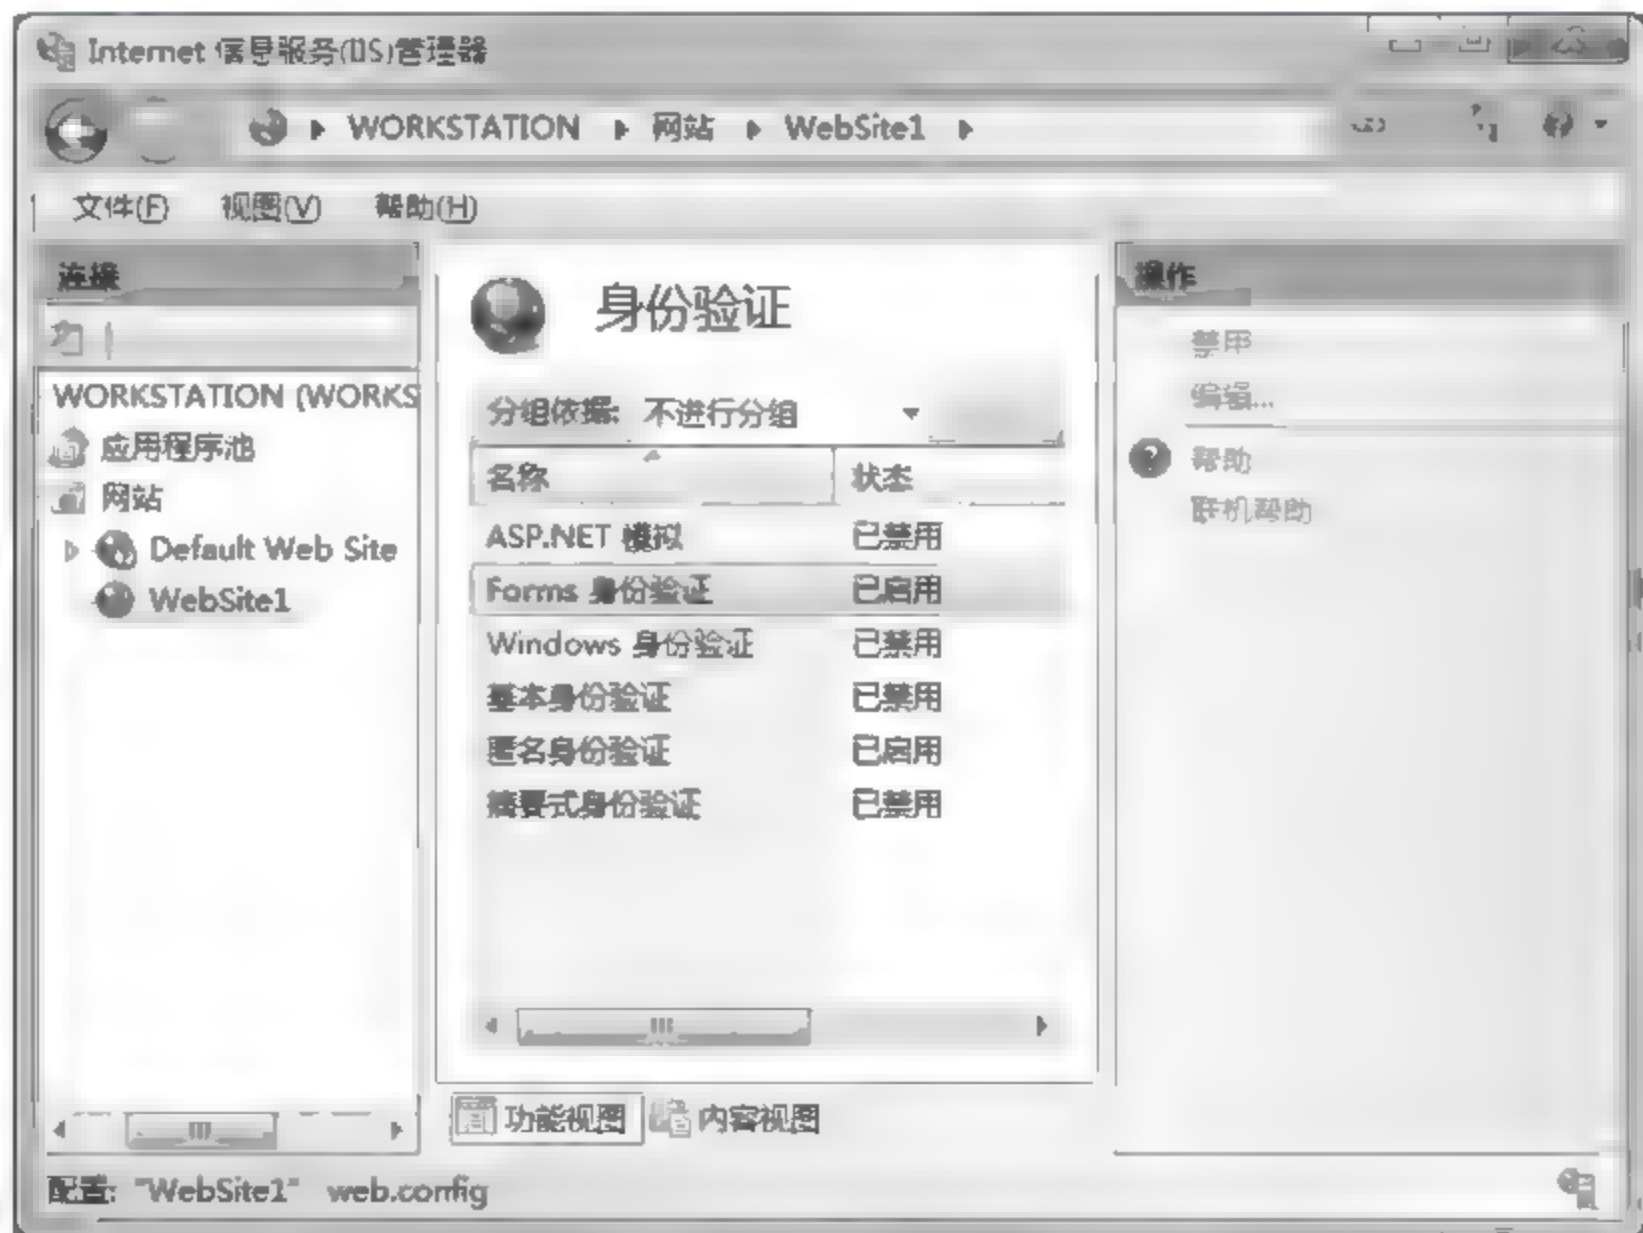 Internet 信息服务(IIS)管理器
WORKSTATION 网站 WebSite1
文件(F) 视图(V) 帮助(H)
连接
WORKSTATION (WORKS
应用程序池
网站
Default Web Site
WebSite1
身份验证
分组依据: 不进行分组
名称 状态
ASP.NET 模拟 已禁用
Forms 身份验证 已启用
Windows 身份验证 已禁用
基本身份验证 已禁用
匿名身份验证 已启用
摘要式身份验证 已禁用
功能视图 内容视图
操作
禁用
编辑...
帮助
联机帮助
配置: "WebSite1" web.config